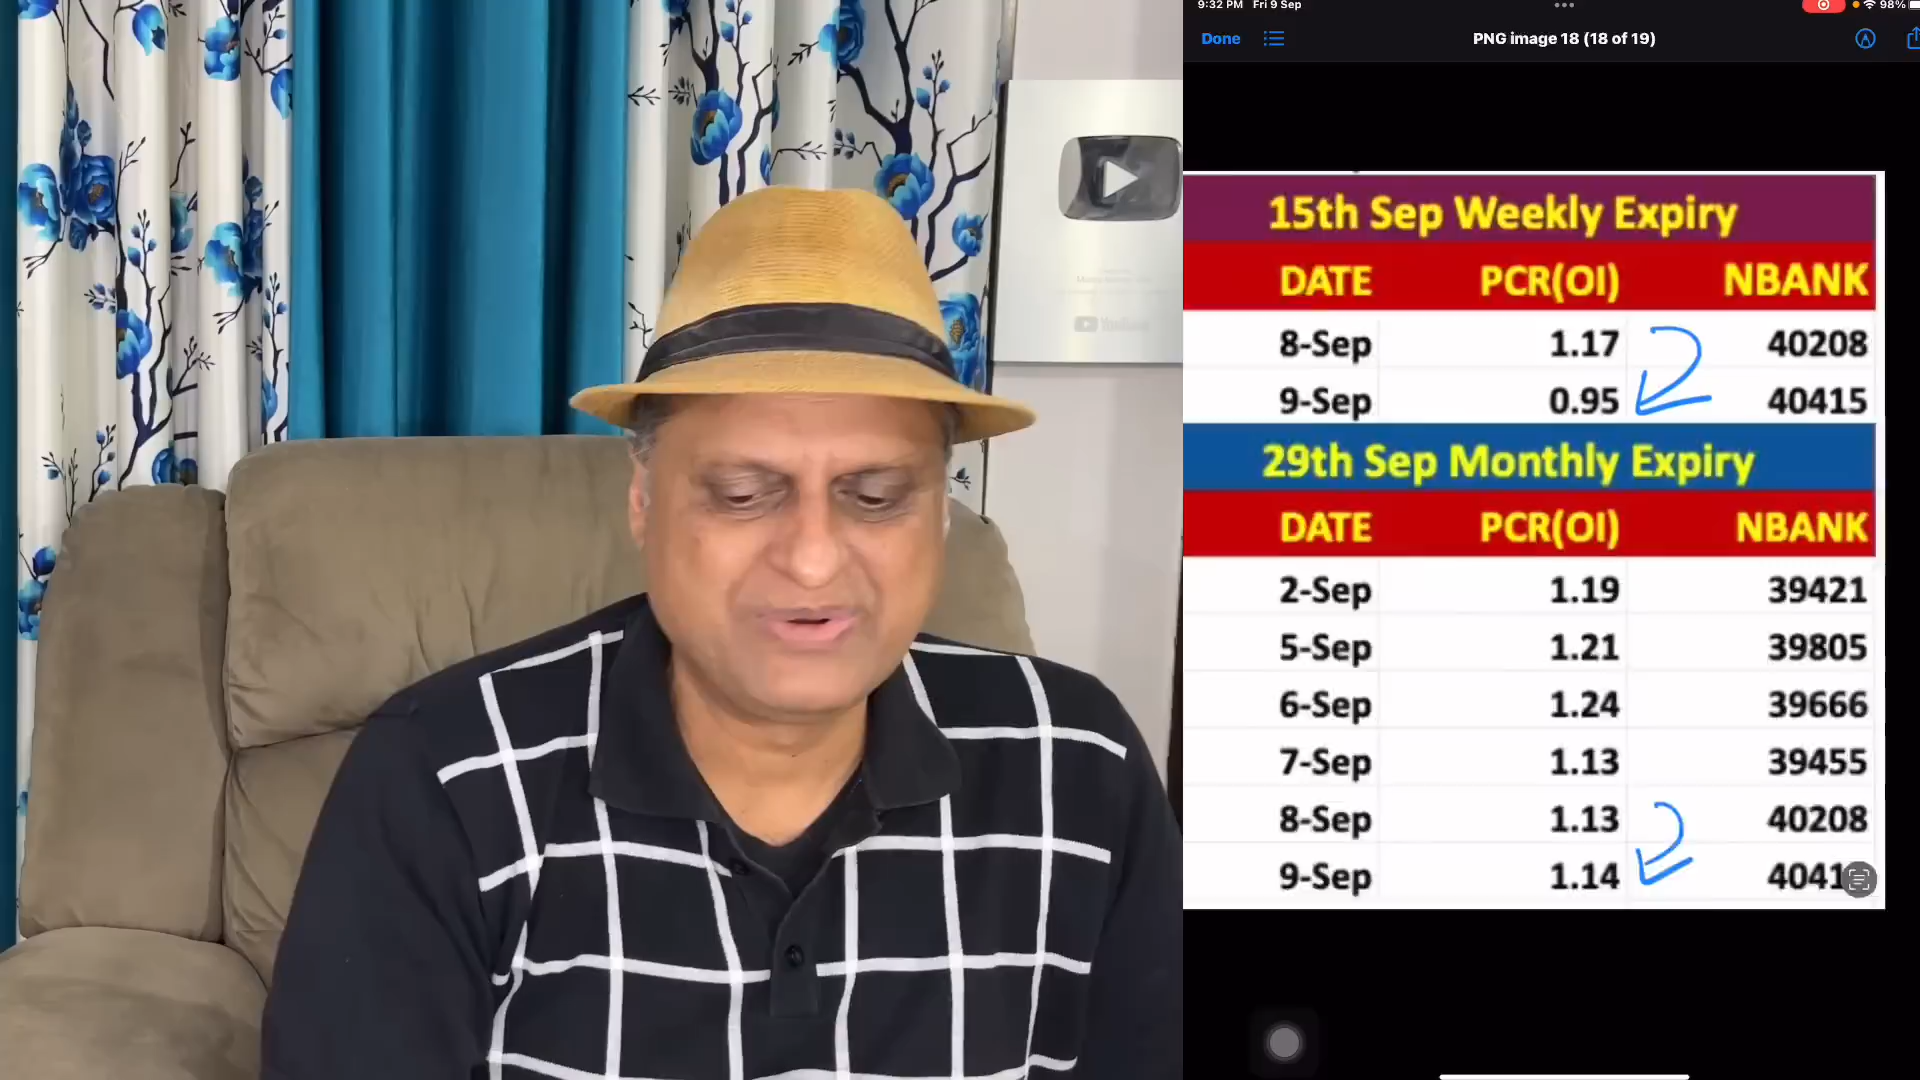 9:32 PM Fri 9 Sep
98%
Done
PNG image 18 (18 of 19)
15th Sep Weekly Expiry
DATE PCR(OI) NBANK
8-Sep 1.17 40208
9-Sep 0.95 40415
29th Sep Monthly Expiry
DATE PCR(OI) NBANK
2-Sep 1.19 39421
5-Sep 1.21 39805
6-Sep 1.24 39666
7-Sep 1.13 39455
8-Sep 1.13 40208
9-Sep 1.14